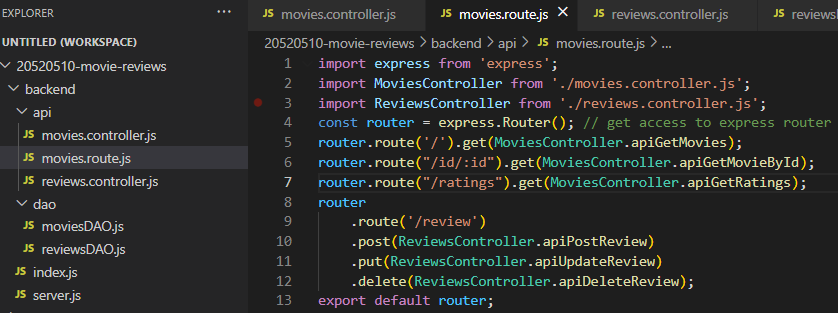 EXPLORER ...
UNTITLED (WORKSPACE)
20520510-movie-reviews
backend
api
JS movies.controller.js
JS movies.route.js
JS reviews.controller.js
dao
JS moviesDAO.js
JS reviewsDAO.js
JS index.js
JS server.js
JS movies.controller.js JS movies.route.js × JS reviews.controller.js JS reviews
20520510-movie-reviews > backend > api > JS movies.route.js > ...
1 import express from 'express';
2 import MoviesController from './movies.controller.js';
3 import ReviewsController from './reviews.controller.js';
4 const router = express.Router(); // get access to express router
5 router.route('/').get(MoviesController.apiGetMovies);
6 router.route("/id/:id").get(MoviesController.apiGetMovieById);
7 router.route("/ratings").get(MoviesController.apiGetRatings);
8 router
9 .route('/review')
10 .post(ReviewsController.apiPostReview)
11 .put(ReviewsController.apiUpdateReview)
12 .delete(ReviewsController.apiDeleteReview);
13 export default router;